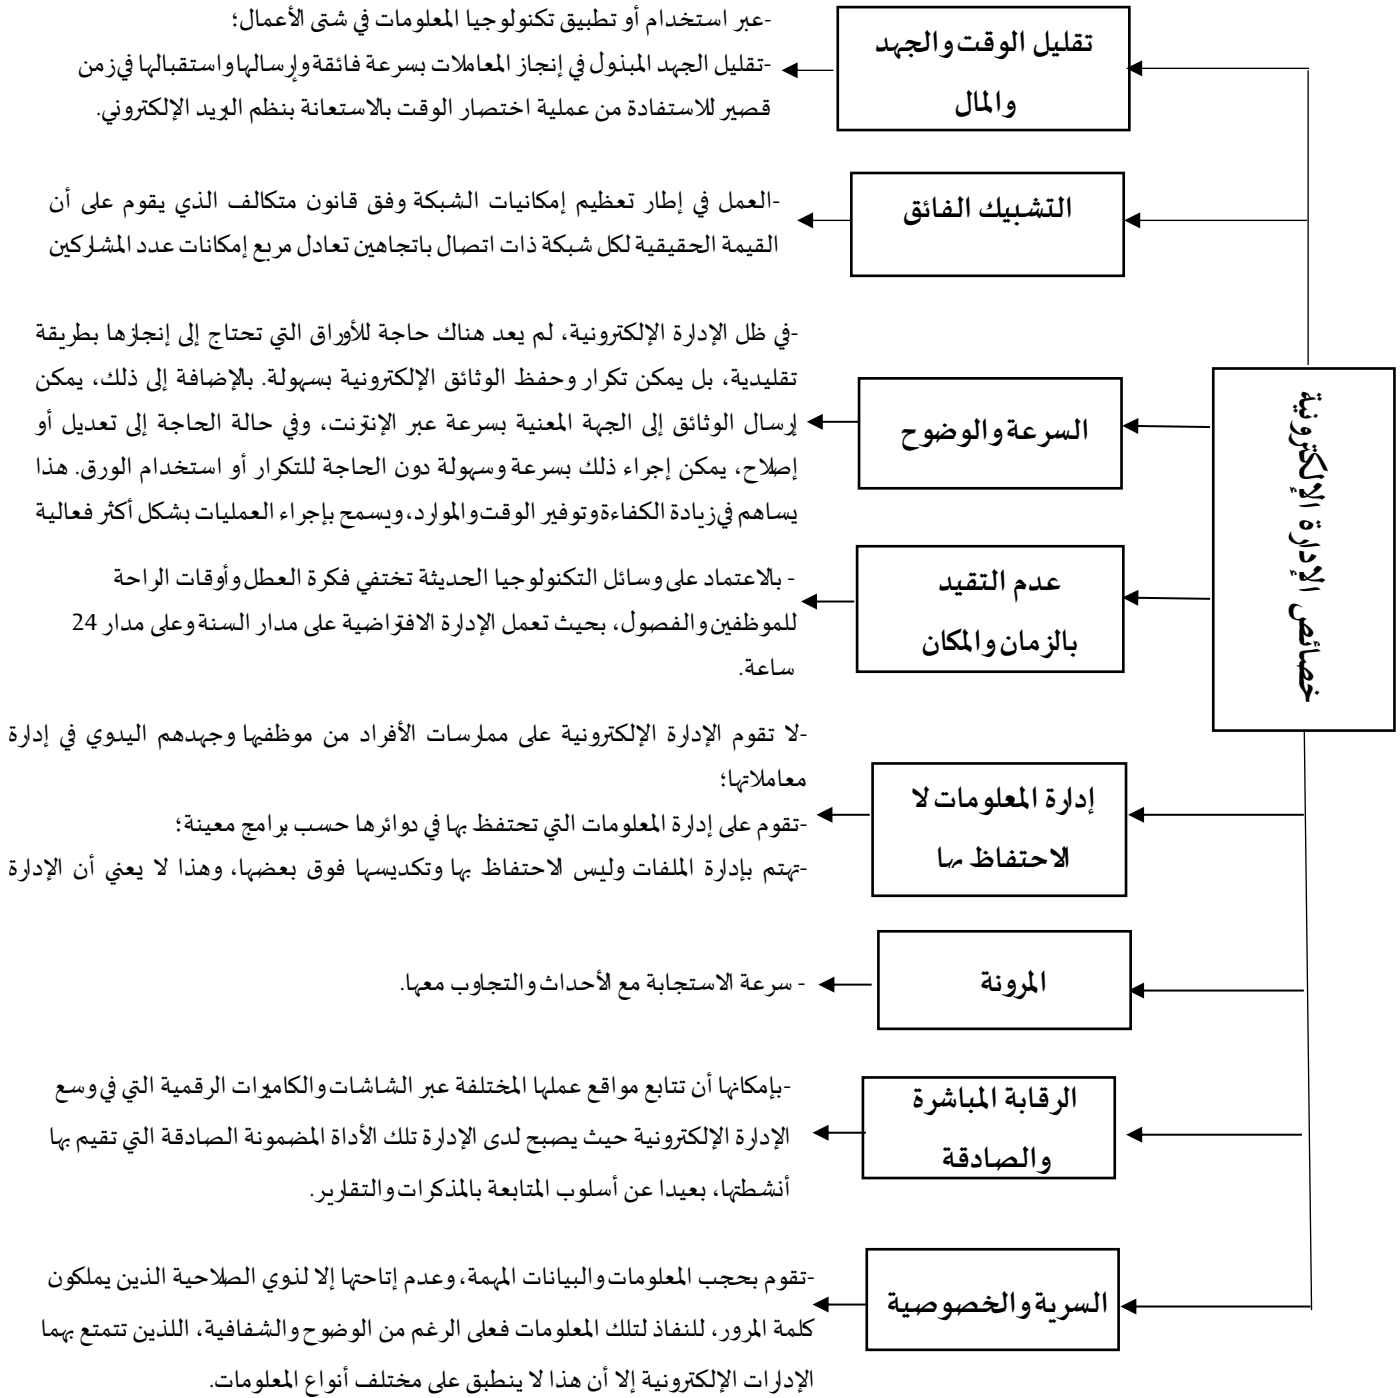 خصائص الإدارة الإلكترونية
تقليل الوقت والجهد
والمال
-عبر استخدام أو تطبيق تكنولوجيا المعلومات في شتى الأعمال؛
-تقليل الجهد المبذول في إنجاز المعاملات بسرعة فائقة وإرسالها واستقبالها في زمن
قصير للاستفادة من عملية اختصار الوقت بالاستعانة بنظم البريد الإلكتروني.
التشبيك الفائق
-العمل في إطار تعظيم إمكانيات الشبكة وفق قانون متكالف الذي يقوم على أن
القيمة الحقيقية لكل شبكة ذات اتصال باتجاهين تعادل مربع إمكانات عدد المشاركين
السرعة والوضوح
-في ظل الإدارة الإلكترونية، لم يعد هناك حاجة للأوراق التي تحتاج إلى إنجازها بطريقة
تقليدية، بل يمكن تكرار وحفظ الوثائق الإلكترونية بسهولة. بالإضافة إلى ذلك، يمكن
إرسال الوثائق إلى الجهة المعنية بسرعة عبر الإنترنت، وفي حالة الحاجة إلى تعديل أو
إصلاح، يمكن إجراء ذلك بسرعة وسهولة دون الحاجة للتكرار أو استخدام الورق. هذا
يساهم في زيادة الكفاءة وتوفير الوقت والموارد، ويسمح بإجراء العمليات بشكل أكثر فعالية
عدم التقيد
بالزمان والمكان
- بالاعتماد على وسائل التكنولوجيا الحديثة تختفي فكرة العطل وأوقات الراحة
للموظفين والفصول، بحيث تعمل الإدارة الافتراضية على مدار السنة وعلى مدار 24
ساعة.
إدارة المعلومات لا
الاحتفاظ بها
-لا تقوم الإدارة الإلكترونية على ممارسات الأفراد من موظفيها وجهدهم اليدوي في إدارة
معاملاتها؛
-تقوم على إدارة المعلومات التي تحتفظ بها في دوائرها حسب برامج معينة؛
-تهتم بإدارة الملفات وليس الاحتفاظ بها وتكديسها فوق بعضها، وهذا لا يعني أن الإدارة
المرونة
- سرعة الاستجابة مع الأحداث والتجاوب معها.
الرقابة المباشرة
والصادقة
-بإمكانها أن تتابع مواقع عملها المختلفة عبر الشاشات والكاميرات الرقمية التي في وسع
الإدارة الإلكترونية حيث يصبح لدى الإدارة تلك الأداة المضمونة الصادقة التي تقيم بها
أنشطتها، بعيدا عن أسلوب المتابعة بالمذكرات والتقارير.
السرية والخصوصية
-تقوم بحجب المعلومات والبيانات المهمة، وعدم إتاحتها إلا لذوي الصلاحية الذين يملكون
كلمة المرور، للنفاذ لتلك المعلومات فعلى الرغم من الوضوح والشفافية، اللذين تتمتع بهما
الإدارات الإلكترونية إلا أن هذا لا ينطبق على مختلف أنواع المعلومات.